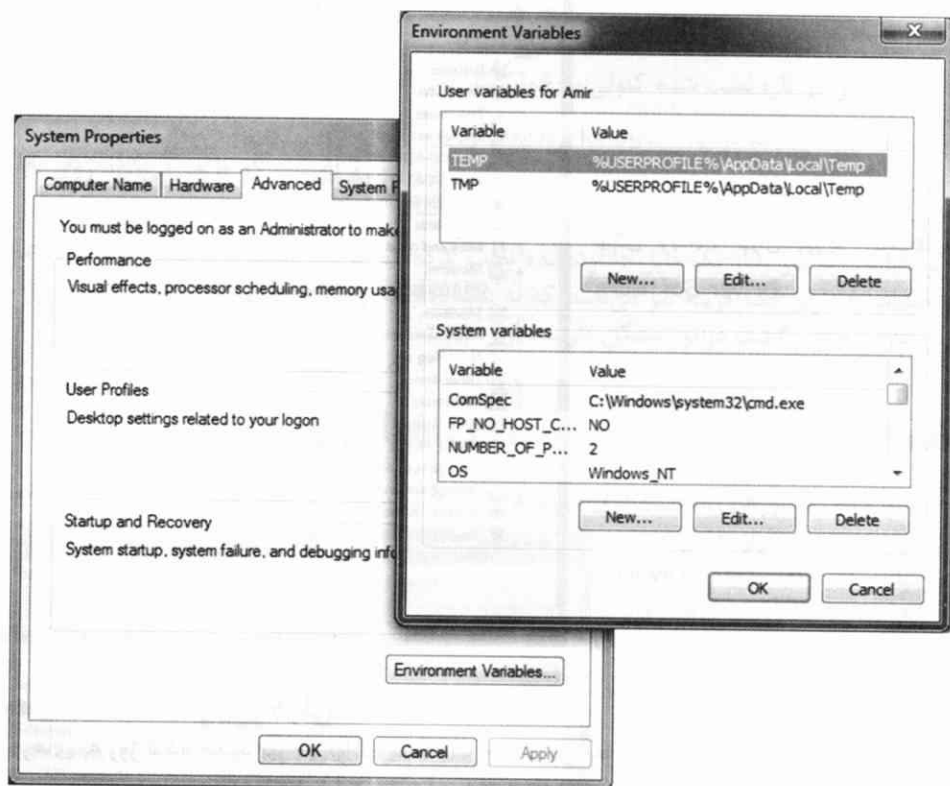 Environment Variables
User variables for Amir
Variable Value
TEMP %USERPROFILE%\AppData\Local\Temp
TMP %USERPROFILE%\AppData\Local\Temp
New... Edit... Delete
System variables
Variable Value
ComSpec C:\Windows\system32\cmd.exe
FP_NO_HOST_C... NO
NUMBER_OF_P... 2
OS Windows_NT
New... Edit... Delete
OK Cancel
System Properties
Computer Name Hardware Advanced System
You must be logged on as an Administrator to make
Performance
Visual effects, processor scheduling, memory usa
User Profiles
Desktop settings related to your logon
Startup and Recovery
System startup, system failure, and debugging info
Environment Variables...
OK Cancel Apply